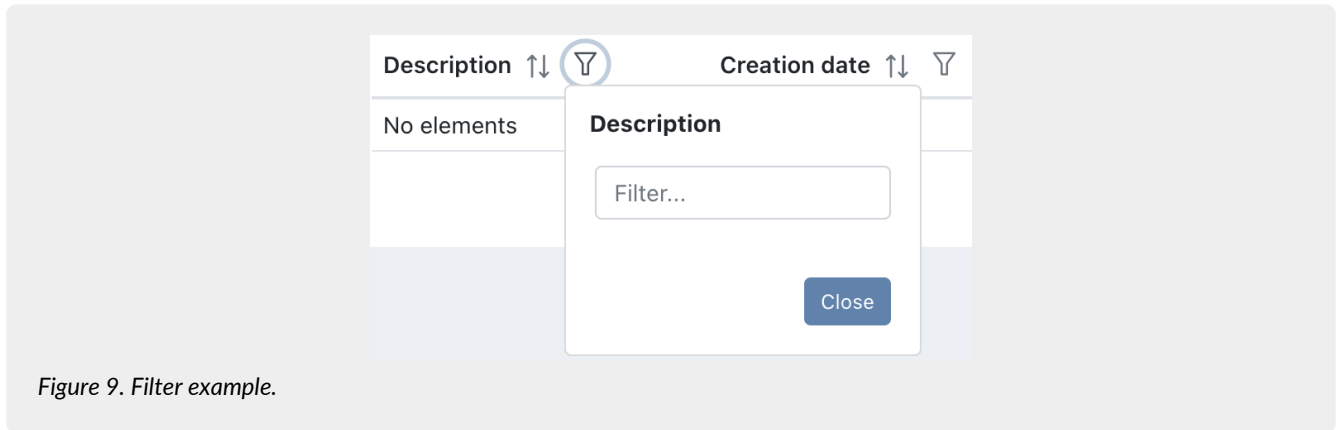 Description Creation date
No elements
Description
Filter...
Close
Figure 9. Filter example.